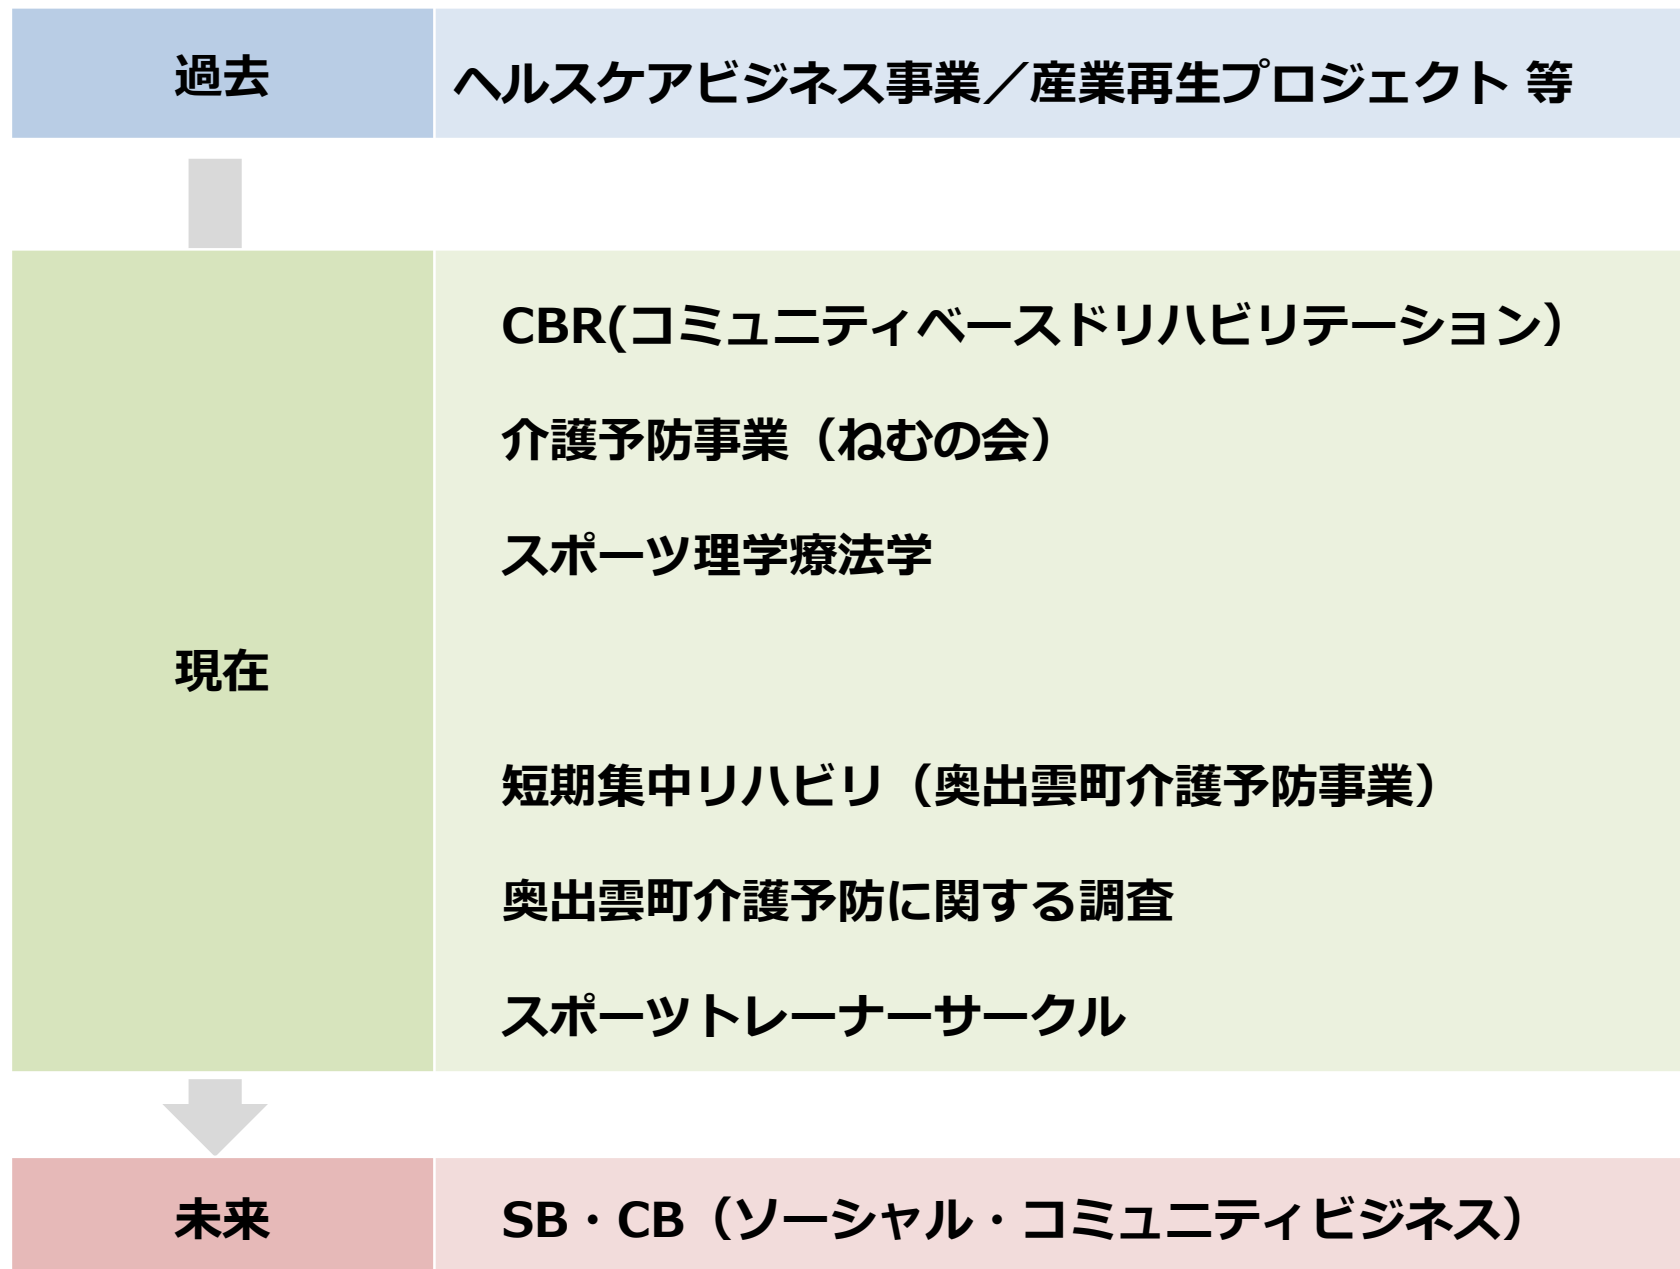 過去
ヘルスケアビジネス事業／産業再生プロジェクト 等
現在
CBR(コミュニティベースドリハビリテーション）
介護予防事業（ねむの会）
スポーツ理学療法学
短期集中リハビリ（奥出雲町介護予防事業）
奥出雲町介護予防に関する調査
スポーツトレーナーサークル
未来
SB・CB（ソーシャル・コミュニティビジネス）